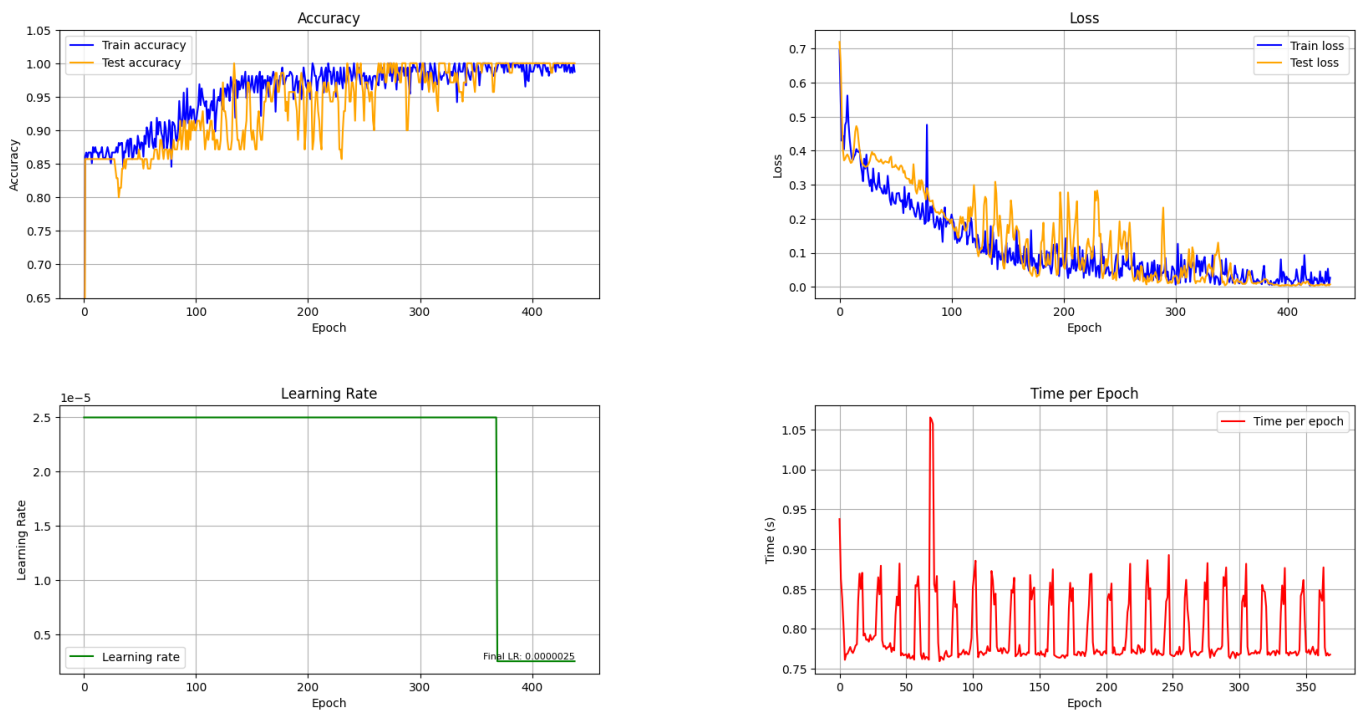 Accuracy
Train accuracy
Test accuracy
1.05
1.00
0.95
0.90
0.85
0.80
0.75
0.70
0.65
Accuracy
0
100
200
300
400
Epoch
Loss
Train loss
Test loss
0.7
0.6
0.5
0.4
0.3
0.2
0.1
0.0
Loss
0
100
200
300
400
Epoch
Learning Rate
1e−5
2.5
2.0
1.5
1.0
0.5
Learning Rate
Learning rate
Final LR: 0.0000025
0
100
200
300
400
Epoch
Time per Epoch
Time per epoch
1.05
1.00
0.95
0.90
0.85
0.80
0.75
Time (s)
0
50
100
150
200
250
300
350
Epoch